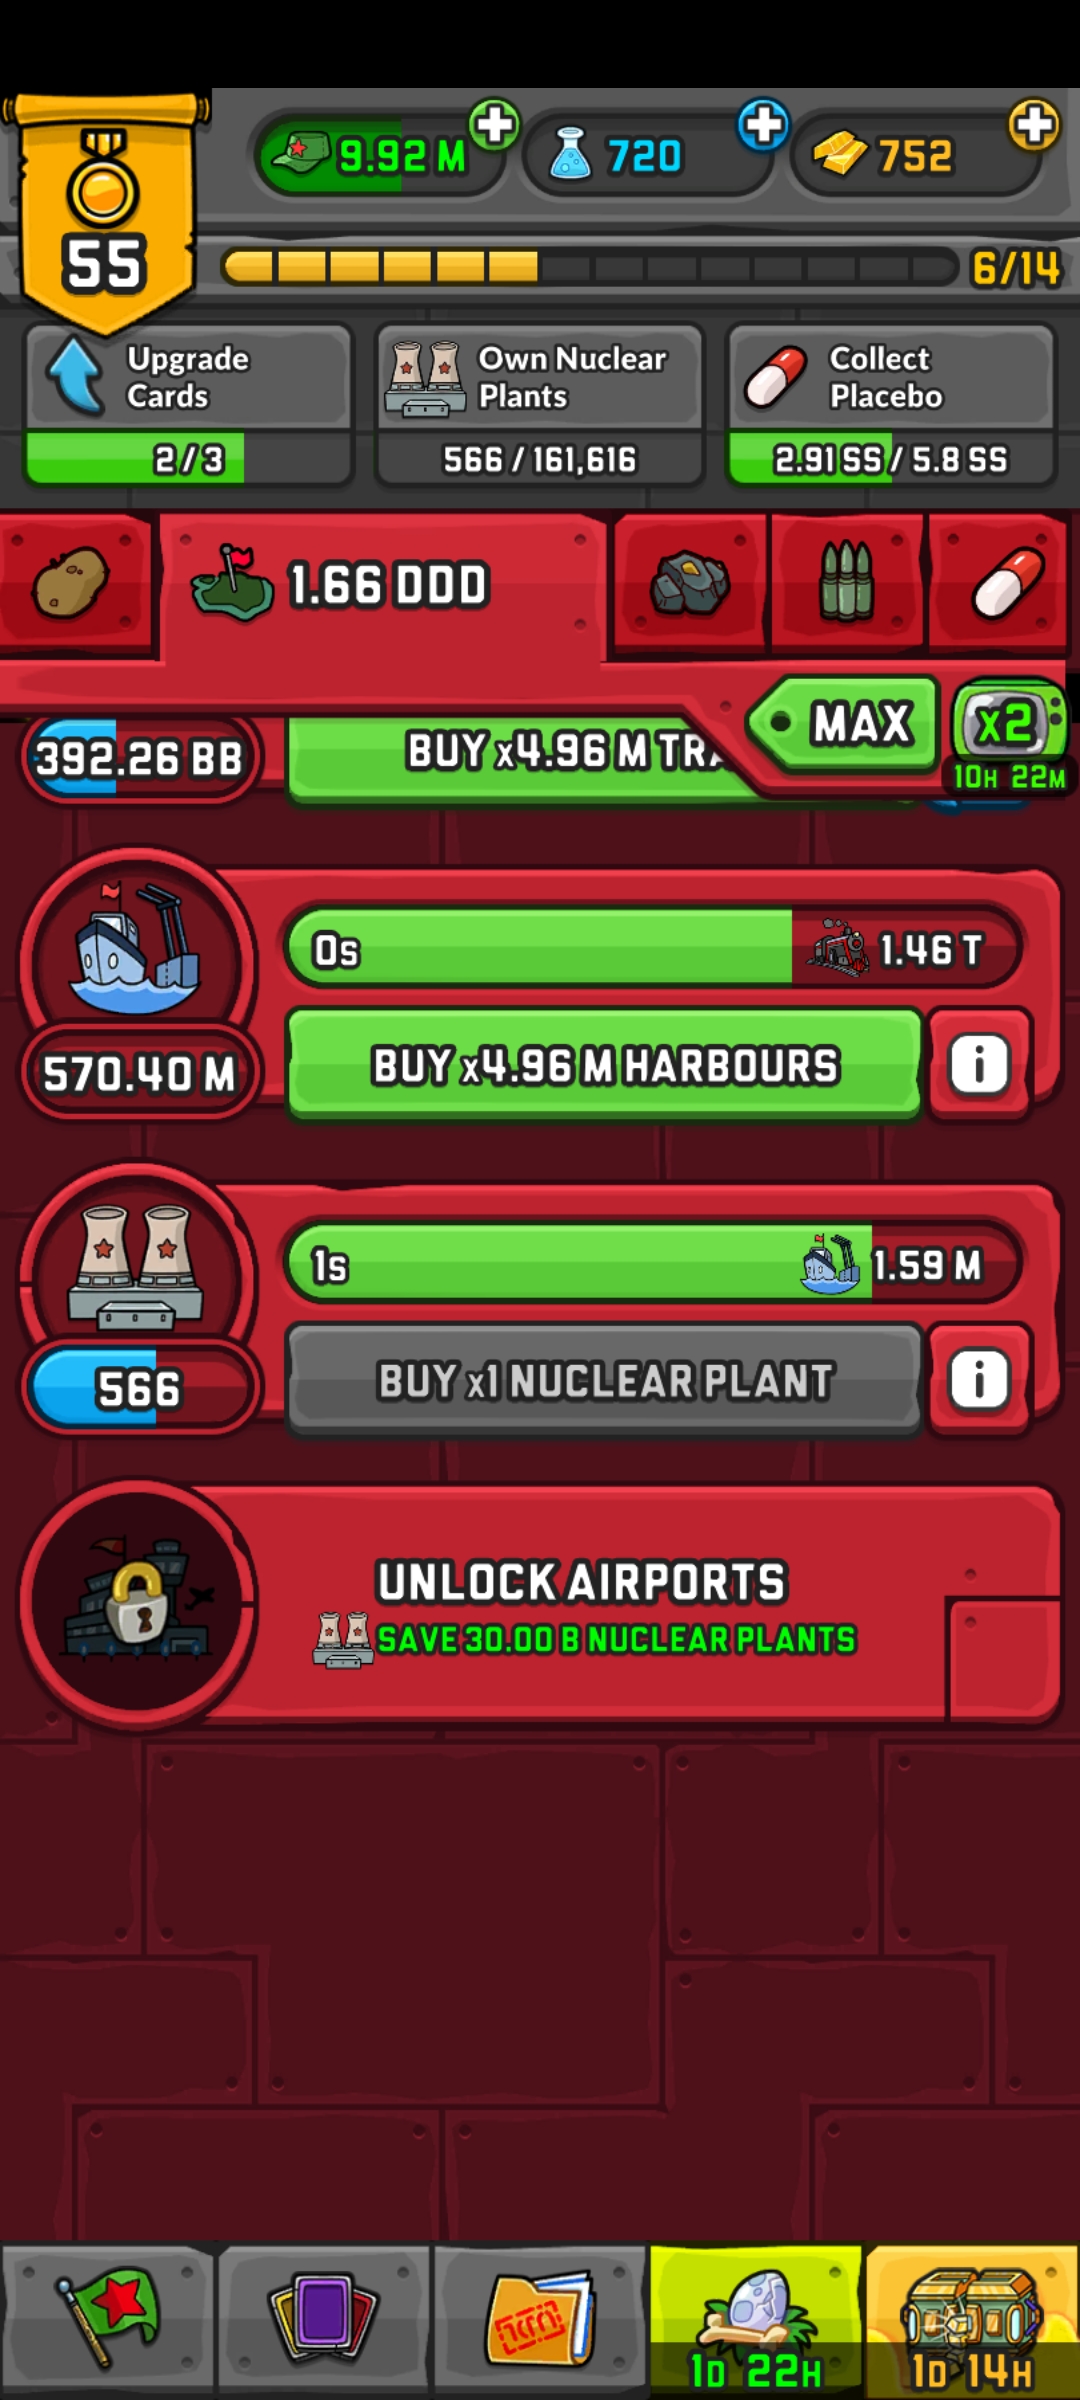 55
9.92 M
720
752
6/14
Upgrade
Cards
2/3
Own Nuclear
Plants
566 / 161,616
Collect
Placebo
2.91 SS / 5.8 SS
1.66 DDD
MAX
x2
10H 22M
392.26 BB
BUY x4.96 M
0s
1.46 T
570.40 M
BUY x4.96 M HARBOURS
i
1s
1.59 M
566
BUY x1 NUCLEAR PLANT
i
UNLOCK AIRPORTS
SAVE 30.00 B NUCLEAR PLANTS
1D 22H
1D 14H